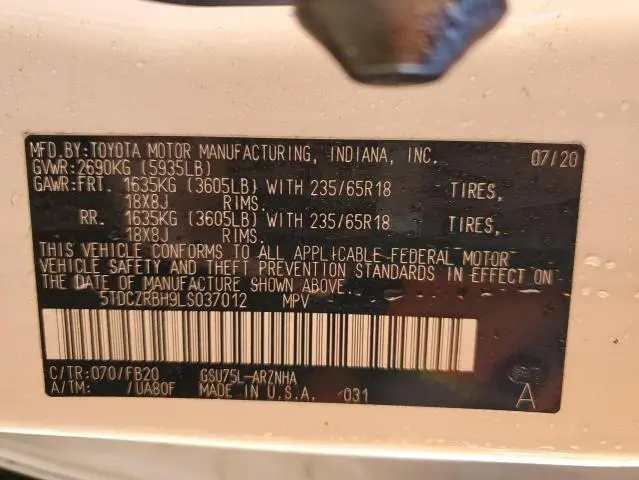 MFD.BY:TOYOTA MOTOR MANUFACTURING, INDIANA, INC. 07/20
GVWR:2690KG (5935LB)
GAWR:FRT. 1635KG (3605LB) WITH 235/65R18 TIRES,
18X8J RIMS.
RR. 1635KG (3605LB) WITH 235/65R18 TIRES,
18X8J RIMS.
THIS VEHICLE CONFORMS TO ALL APPLICABLE FEDERAL MOTOR
VEHICLE SAFETY AND THEFT PREVENTION STANDARDS IN EFFECT ON
THE DATE OF MANUFACTURE SHOWN ABOVE.
5TDCZRBH9LS037012 MPV
C/TR:070/FB20 GSU75L-ARZNHA
A/TM: /UA80F MADE IN U.S.A. 031 A